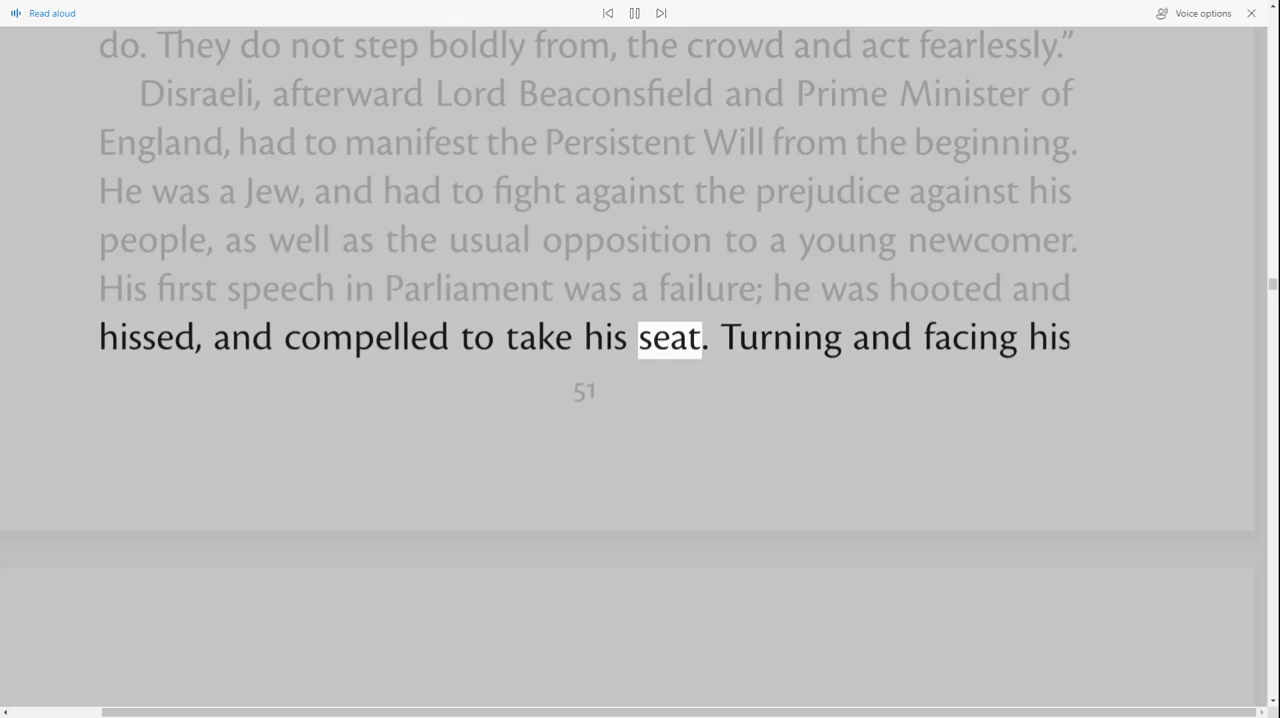 Read aloud
Voice options
do. They do not step boldly from, the crowd and act fearlessly.”
Disraeli, afterward Lord Beaconsfield and Prime Minister of
England, had to manifest the Persistent Will from the beginning.
He was a Jew, and had to fight against the prejudice against his
people, as well as the usual opposition to a young newcomer.
His first speech in Parliament was a failure; he was hooted and
hissed, and compelled to take his seat. Turning and facing his
51